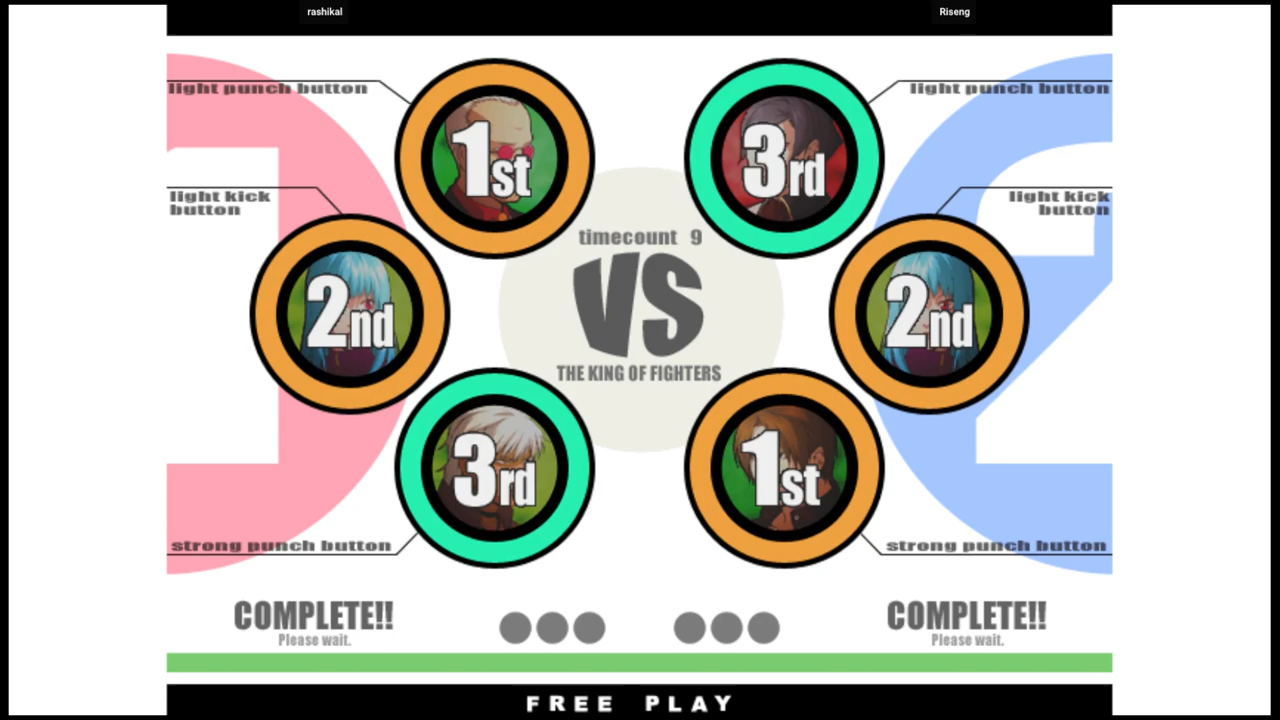 rashikal
Riseng
light punch button
light punch button
1st
3rd
light kick
button
light kick
button
timecount 9
VS
THE KING OF FIGHTERS
2nd
2nd
3rd
1st
strong punch button
strong punch button
COMPLETE!!
Please wait.
COMPLETE!!
Please wait.
FREE PLAY